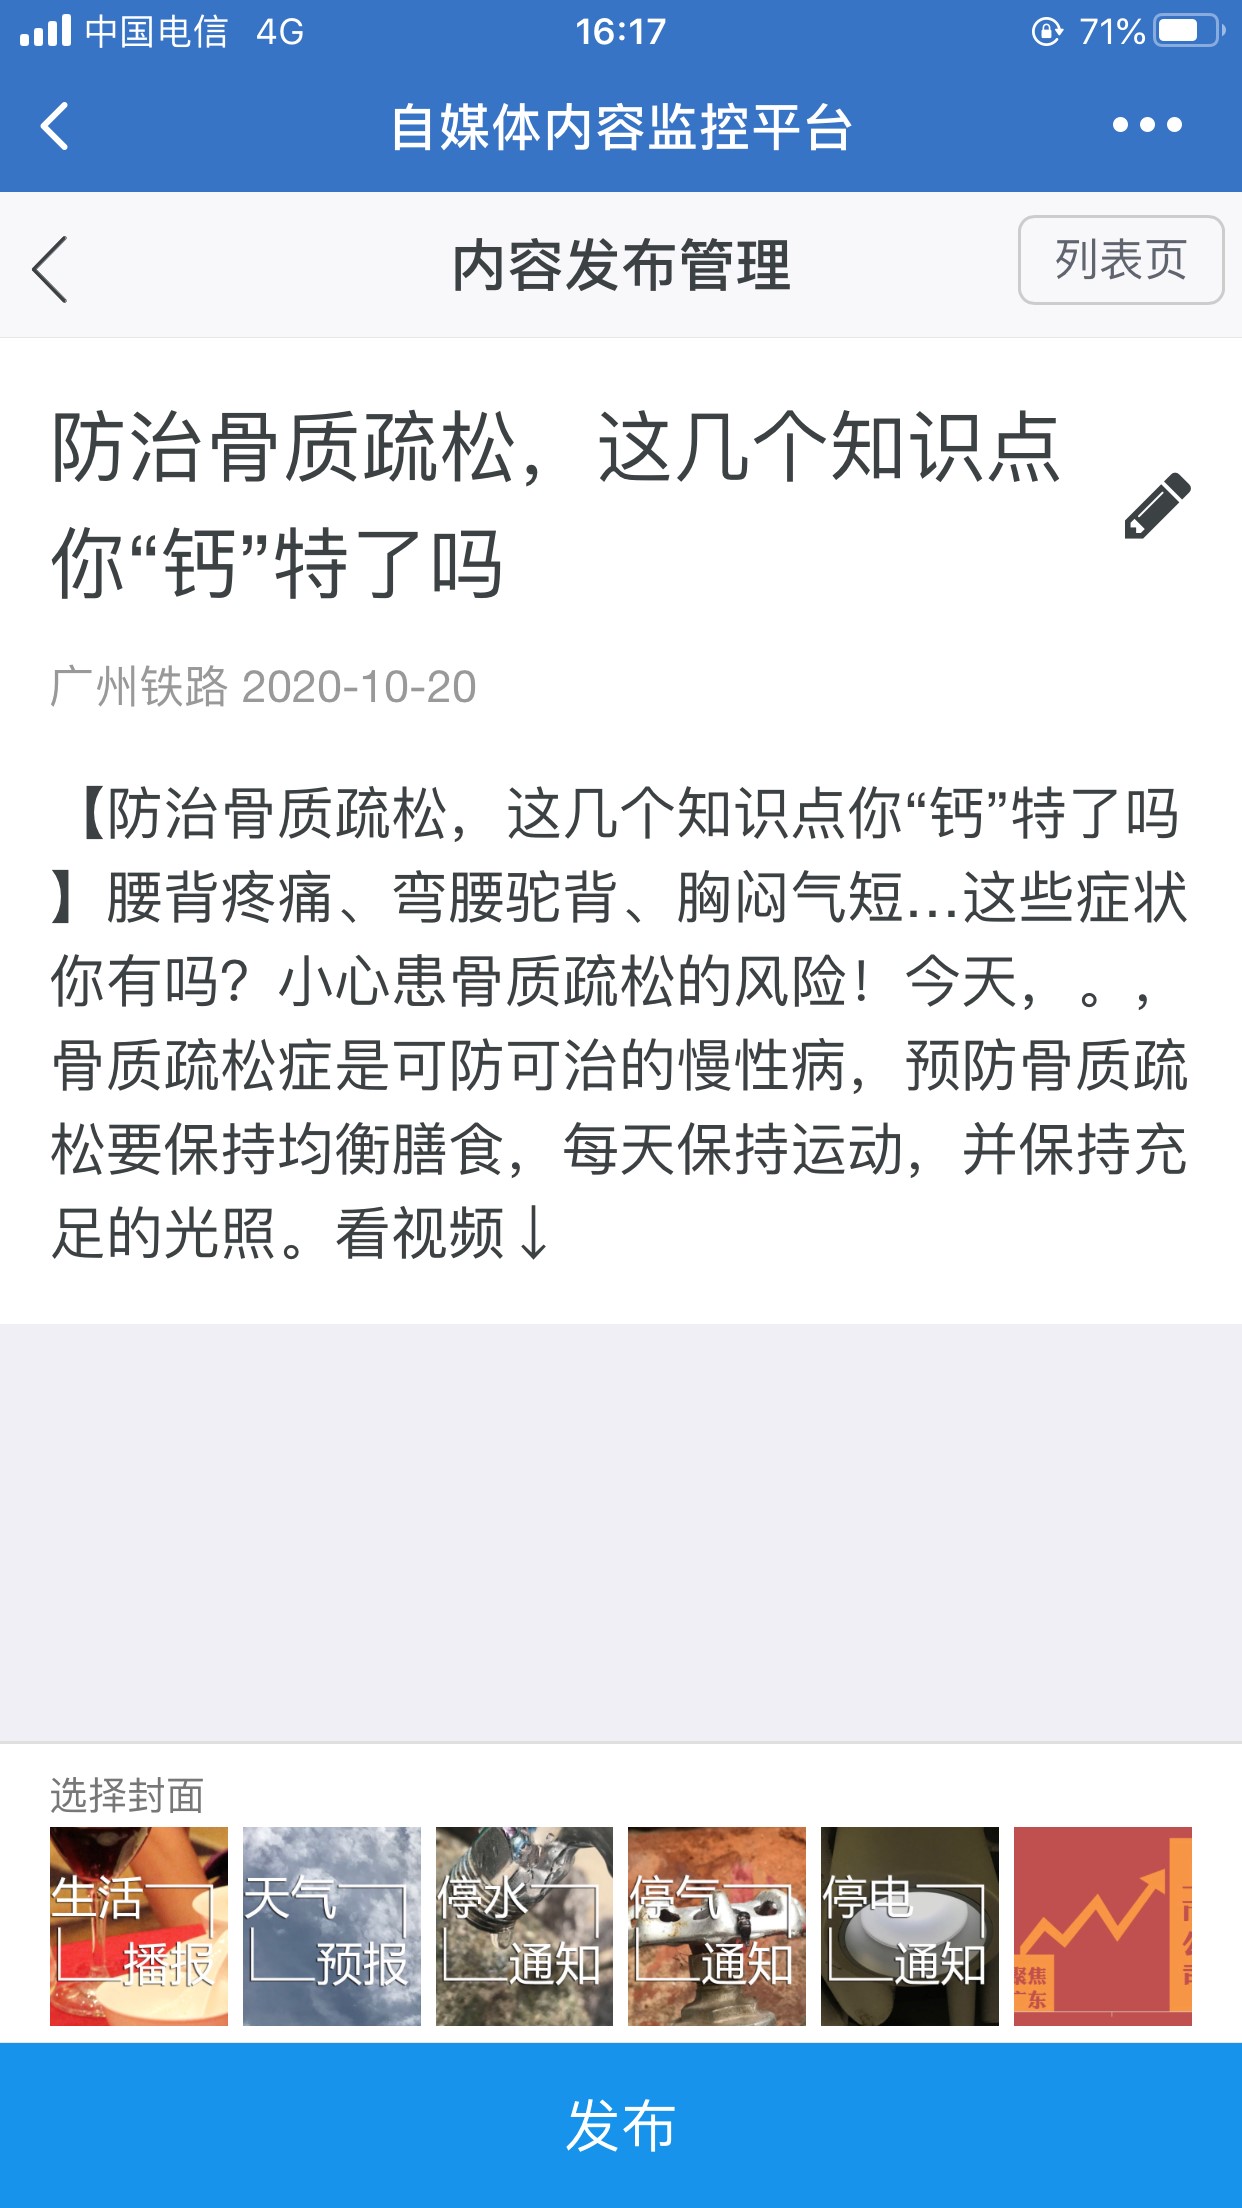 中国电信 4G 16:17 71%
自媒体内容监控平台
内容发布管理 列表页
防治骨质疏松，这几个知识点
你“钙”特了吗
广州铁路 2020-10-20
【防治骨质疏松，这几个知识点你“钙”特了吗
】腰背疼痛、弯腰驼背、胸闷气短…这些症状
你有吗？小心患骨质疏松的风险！今天，。，
骨质疏松症是可防可治的慢性病，预防骨质疏
松要保持均衡膳食，每天保持运动，并保持充
足的光照。看视频↓
选择封面
生活
播报
天气
预报
停水
通知
停气
通知
停电
通知
聚焦
广东
发布